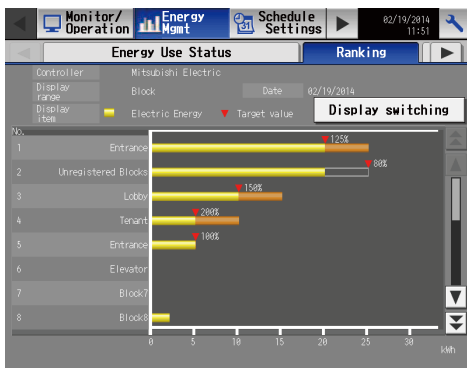 Monitor/ Operation
Energy Mgmt
Schedule Settings
02/19/2014 11:51
Energy Use Status
Ranking
Controller Mitsubishi Electric
Display range Block Date 02/19/2014
Display item Electric Energy Target value
Display switching
No.
1 Entrance 125%
2 Unregistered Blocks 80%
3 Lobby 150%
4 Tenant 200%
5 Entrance 100%
6 Elevator
7 Block7
8 Block8
0 5 10 15 20 25 30
kWh